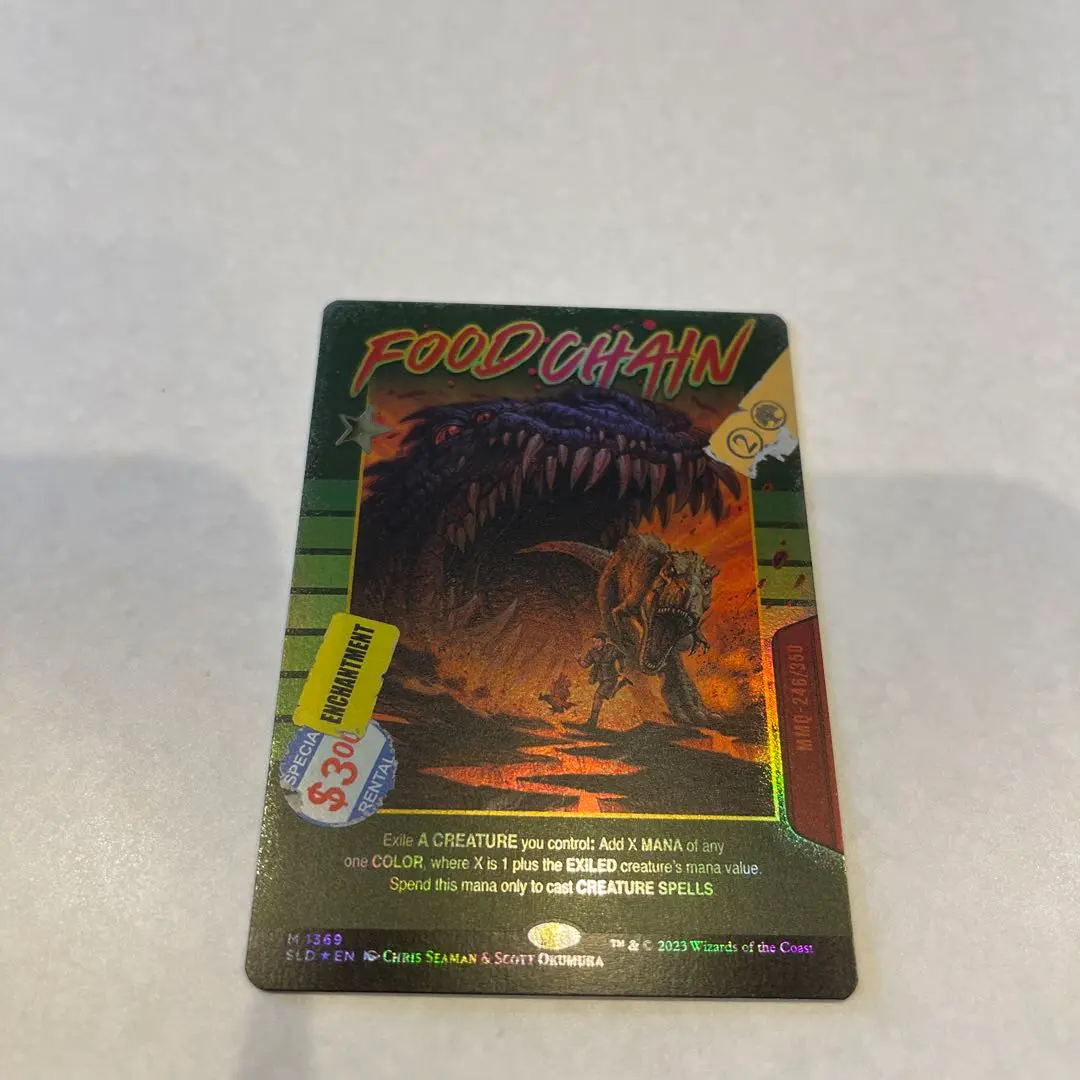 FOOD CHAIN
2
ENCHANTMENT
SPECIAL
$3.00
RENTAL
MMQ-246/350
Exile A CREATURE you control: Add X MANA of any
one COLOR, where X is 1 plus the EXILED creature's mana value.
Spend this mana only to cast CREATURE SPELLS
M 1369
SLD ★ EN CHRIS SEAMAN & SCOTT OKUMURA
™ & © 2023 Wizards of the Coast